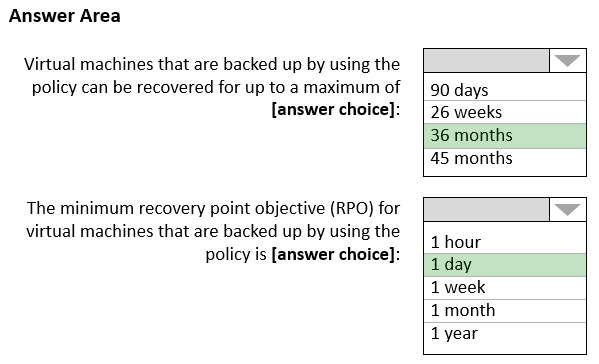 Answer Area
Virtual machines that are backed up by using the
policy can be recovered for up to a maximum of
[answer choice]:
90 days
26 weeks
36 months
45 months
The minimum recovery point objective (RPO) for
virtual machines that are backed up by using the
policy is [answer choice]:
1 hour
1 day
1 week
1 month
1 year